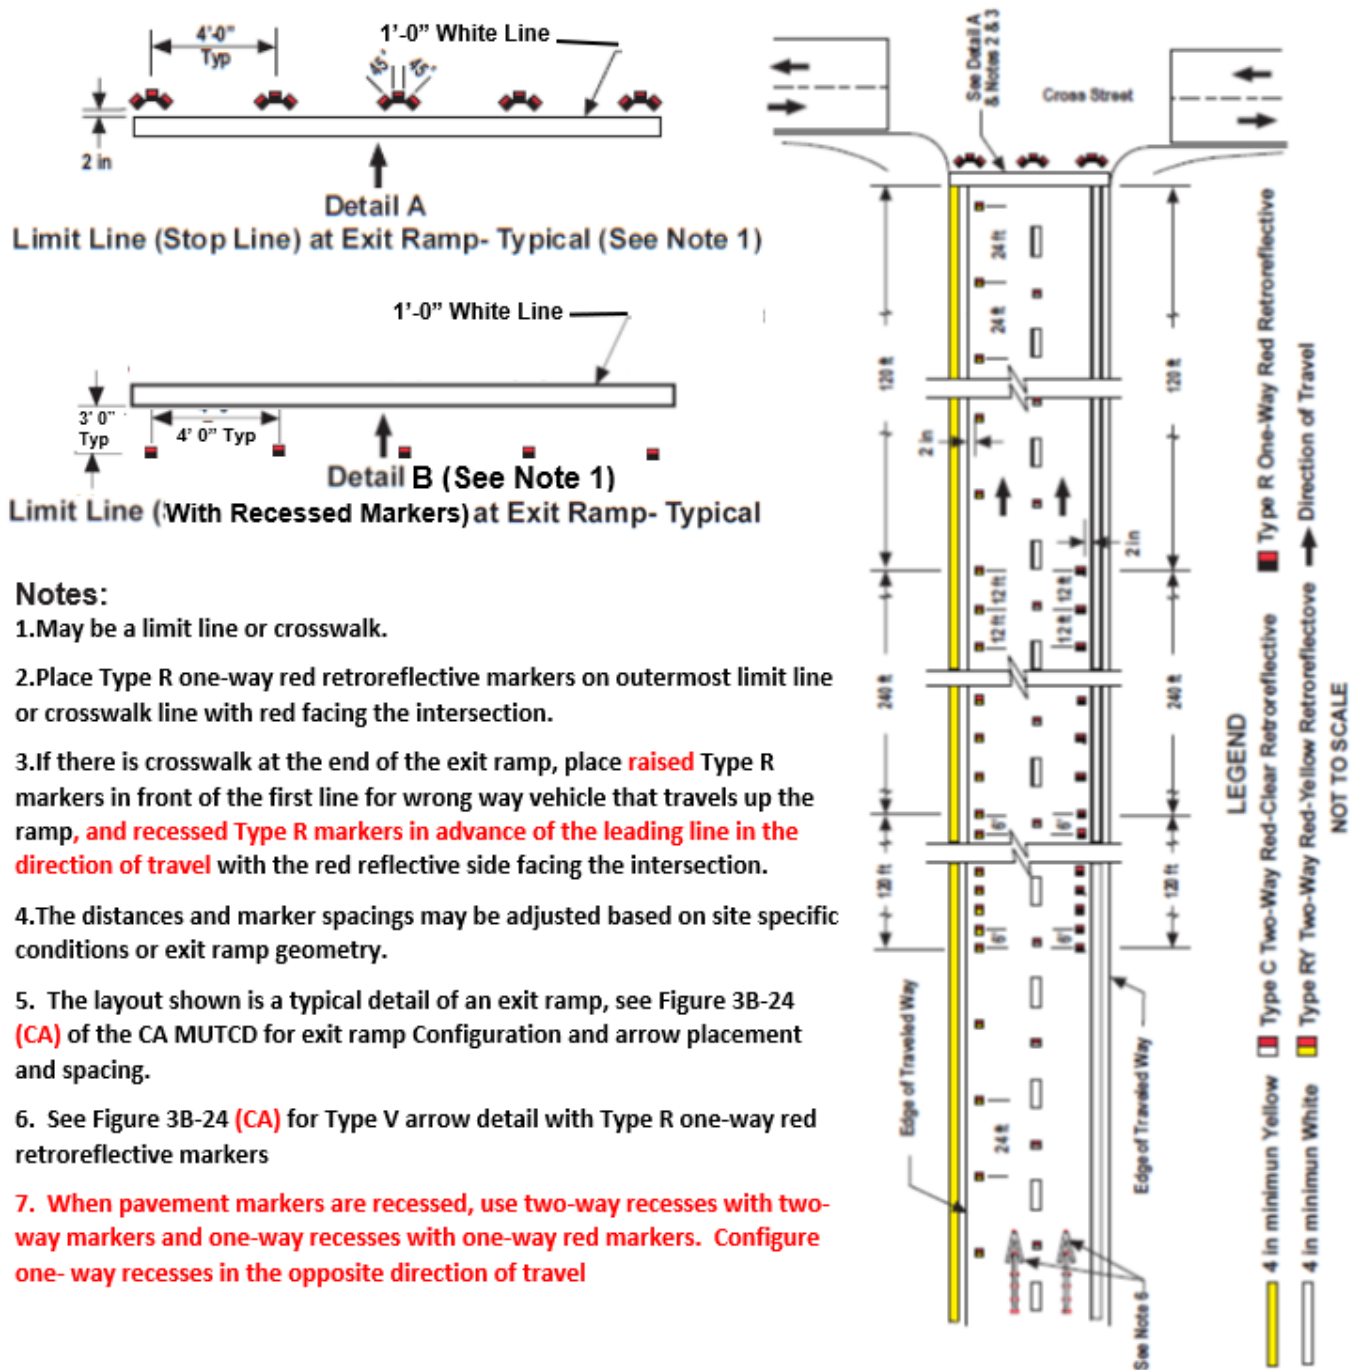 4'-0"
Typ
1'-0" White Line
45°
45°
2 in
Detail A
Limit Line (Stop Line) at Exit Ramp- Typical (See Note 1)
1'-0" White Line
3' 0"
Typ
4' 0" Typ
Detail B (See Note 1)
Limit Line (With Recessed Markers) at Exit Ramp- Typical
Notes:
1.May be a limit line or crosswalk.
2.Place Type R one-way red retroreflective markers on outermost limit line
or crosswalk line with red facing the intersection.
3.If there is crosswalk at the end of the exit ramp, place raised Type R
markers in front of the first line for wrong way vehicle that travels up the
ramp, and recessed Type R markers in advance of the leading line in the
direction of travel with the red reflective side facing the intersection.
4.The distances and marker spacings may be adjusted based on site specific
conditions or exit ramp geometry.
5. The layout shown is a typical detail of an exit ramp, see Figure 3B-24
(CA) of the CA MUTCD for exit ramp Configuration and arrow placement
and spacing.
6. See Figure 3B-24 (CA) for Type V arrow detail with Type R one-way red
retroreflective markers
7. When pavement markers are recessed, use two-way recesses with two-
way markers and one-way recesses with one-way red markers. Configure
one- way recesses in the opposite direction of travel
See Detail A
& Notes 2 & 3
Cross Street
24 ft
24 ft
120 ft
120 ft
2 in
2 in
12 ft
12 ft
12 ft
12 ft
240 ft
240 ft
6'
6'
120 ft
120 ft
6'
6'
24 ft
Edge of Traveled Way
Edge of Traveled Way
See Note 6
LEGEND
4 in minimun Yellow
Type C Two-Way Red-Clear Retroreflective
Type R One-Way Red Retroreflective
4 in minimun White
Type RY Two-Way Red-Yellow Retroreflectove
Direction of Travel
NOT TO SCALE